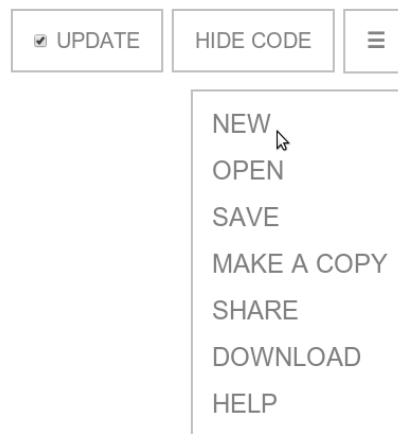 UPDATE HIDE CODE
NEW
OPEN
SAVE
MAKE A COPY
SHARE
DOWNLOAD
HELP